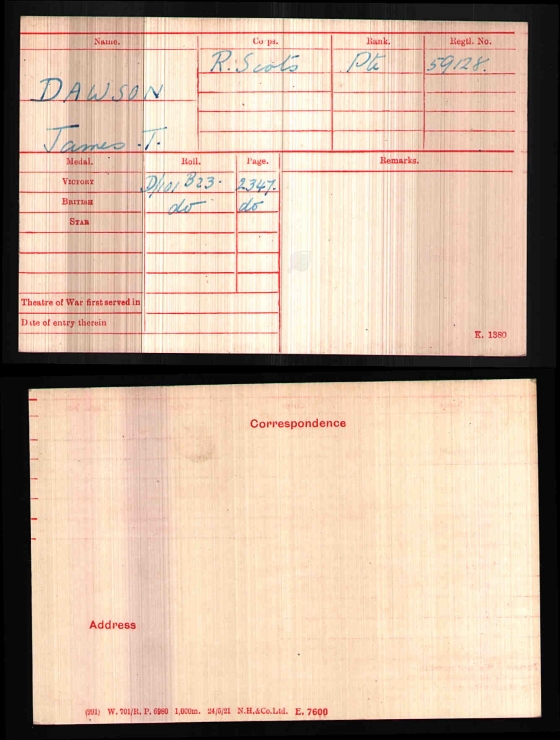 Name. Corps. Rank. Regtl. No.
DAWSON R. Scots Pte 59128.
James. T.
Medal. Roll. Page. Remarks.
VICTORY D/101 B23. 2347.
BRITISH do do
STAR
Theatre of War first served in
Date of entry therein
K. 1380
Correspondence
Address
(991) W. 701/R. P. 6980 1,000m. 24/5/21 N.H.&Co.Ltd. E. 7600